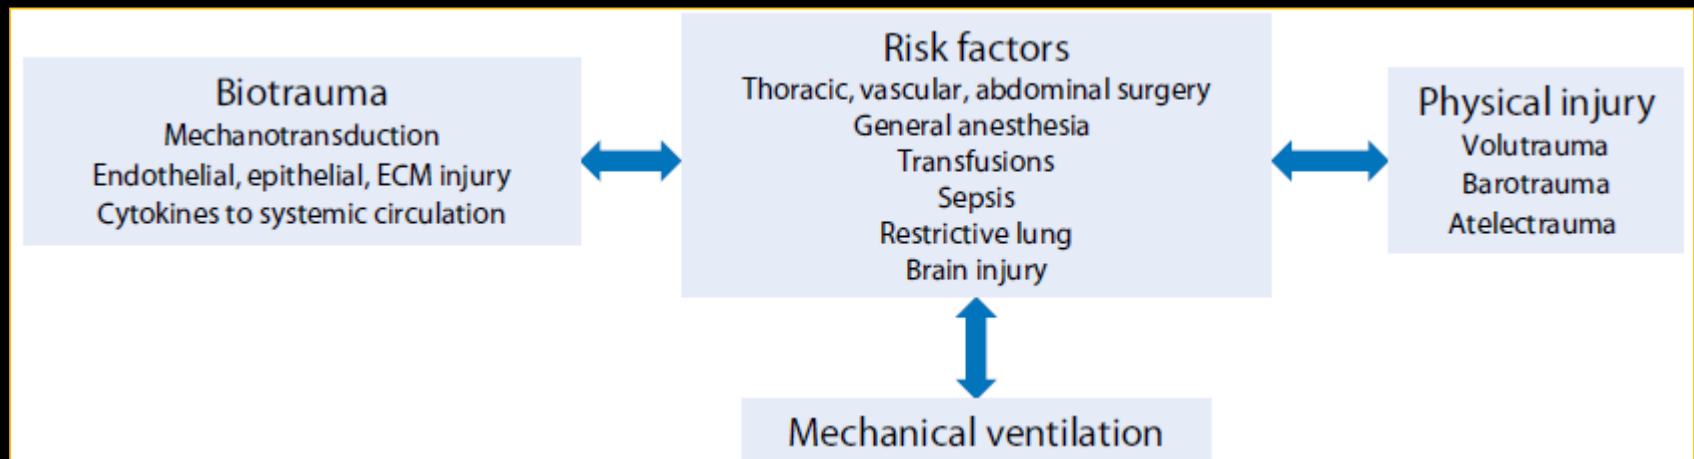 Biotrauma
Mechanotransduction
Endothelial, epithelial, ECM injury
Cytokines to systemic circulation
Risk factors
Thoracic, vascular, abdominal surgery
General anesthesia
Transfusions
Sepsis
Restrictive lung
Brain injury
Physical injury
Volutrauma
Barotrauma
Atelectrauma
Mechanical ventilation